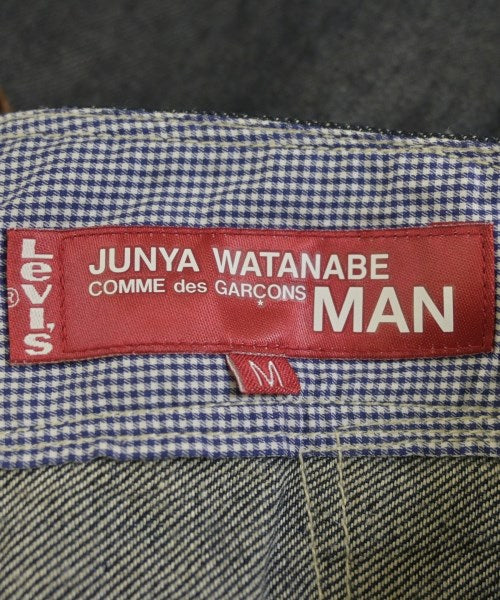 Levi's
®
JUNYA WATANABE
COMME des GARÇONS
MAN
M